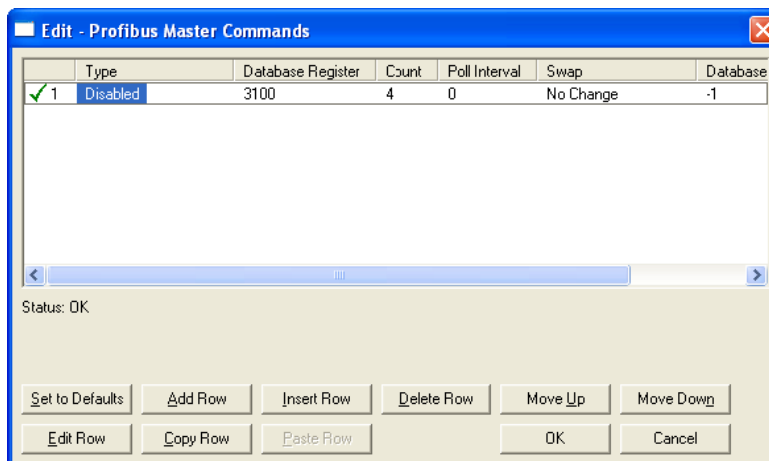 Edit - Profibus Master Commands
Type Database Register Count Poll Interval Swap Database
1 Disabled 3100 4 0 No Change -1
Status: OK
Set to Defaults Add Row Insert Row Delete Row Move Up Move Down
Edit Row Copy Row Paste Row OK Cancel